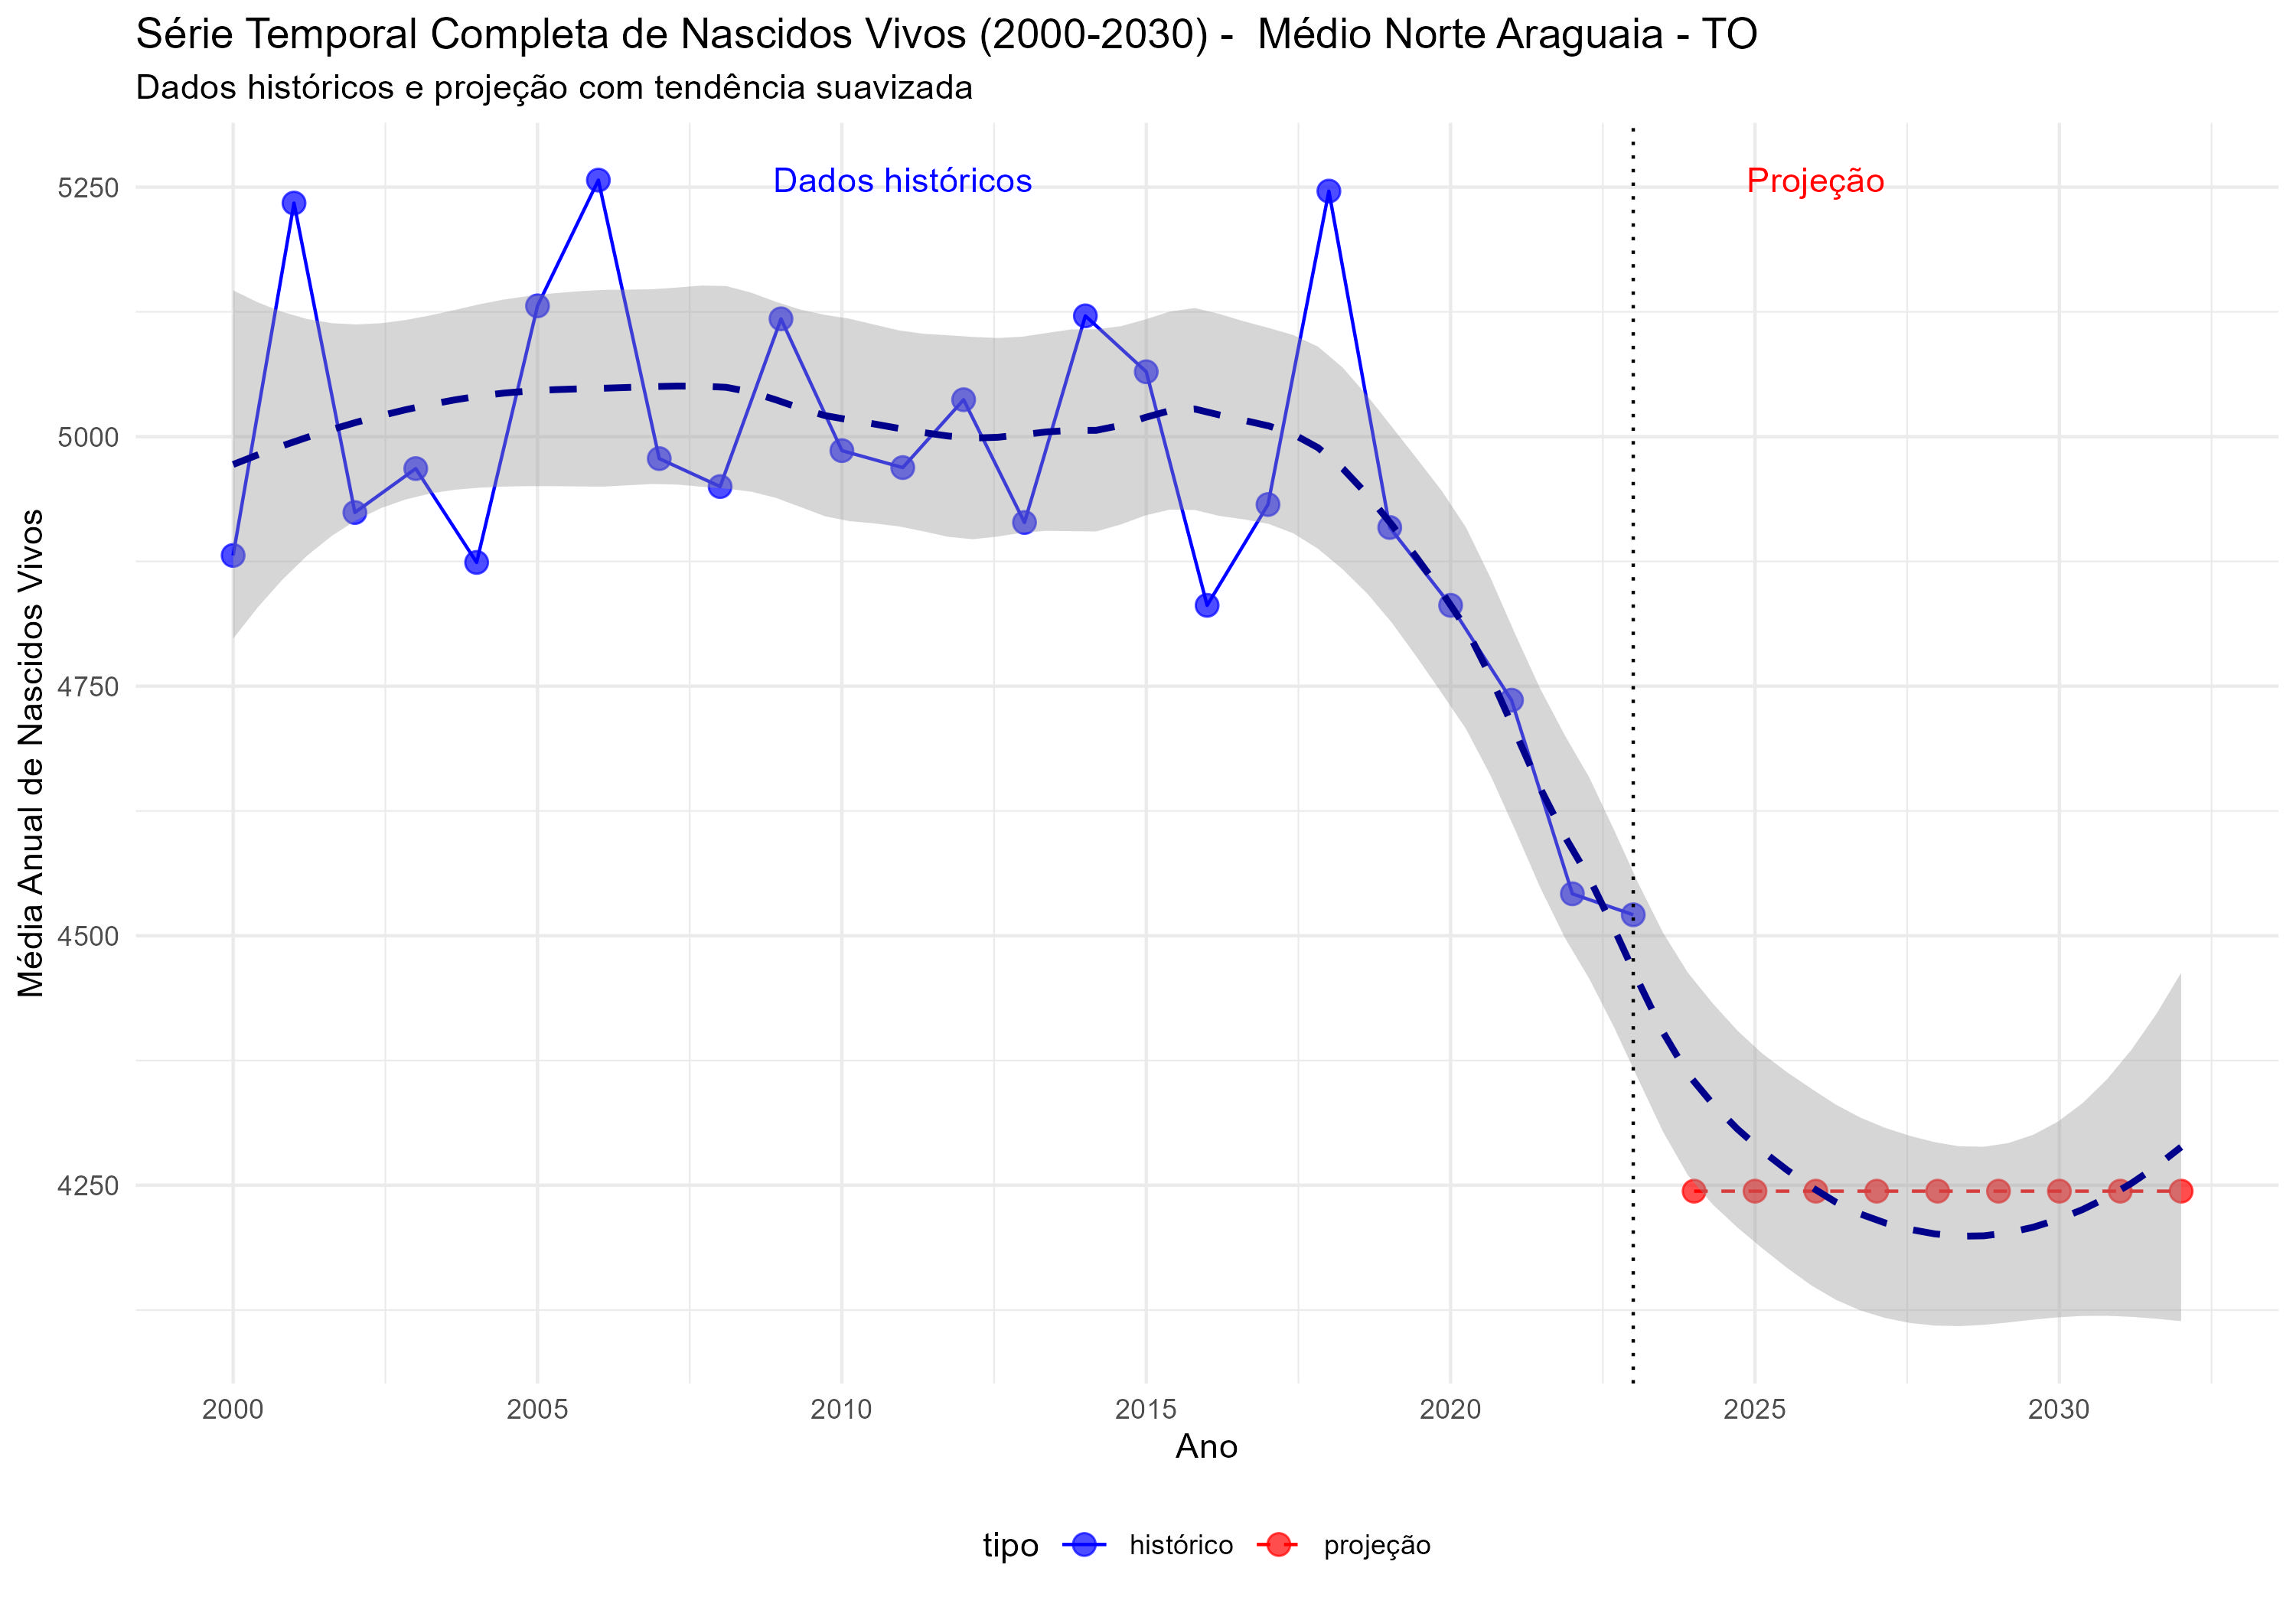 Série Temporal Completa de Nascidos Vivos (2000-2030) -  Médio Norte Araguaia - TO
Dados históricos e projeção com tendência suavizada
Dados históricos
Projeção
Média Anual de Nascidos Vivos
5250
5000
4750
4500
4250
2000
2005
2010
2015
2020
2025
2030
Ano
tipo
histórico
projeção